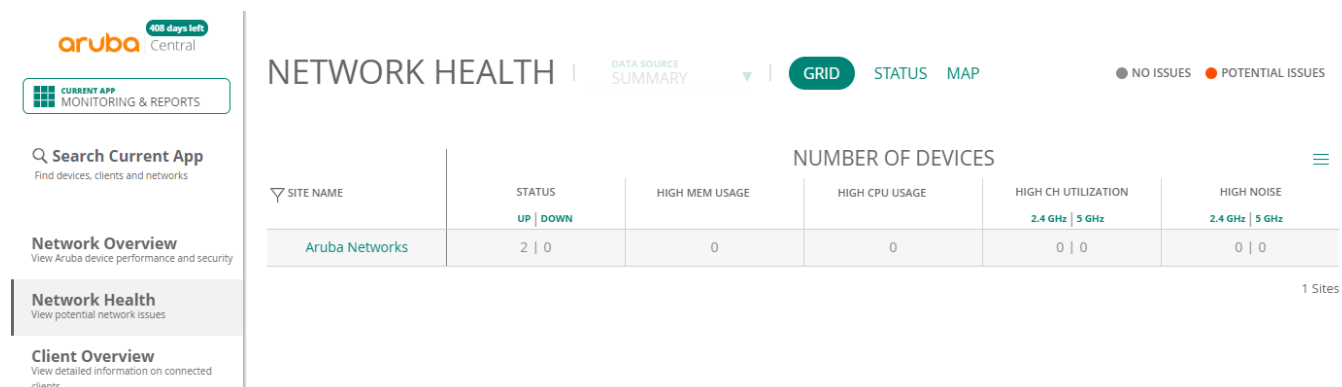 408 days left
aruba Central
CURRENT APP
MONITORING & REPORTS
Search Current App
Find devices, clients and networks
Network Overview
View Aruba device performance and security
Network Health
View potential network issues
Client Overview
View detailed information on connected
clients
NETWORK HEALTH
DATA SOURCE
SUMMARY
GRID STATUS MAP
NO ISSUES POTENTIAL ISSUES
NUMBER OF DEVICES
SITE NAME STATUS HIGH MEM USAGE HIGH CPU USAGE HIGH CH UTILIZATION HIGH NOISE
UP | DOWN 2.4 GHz | 5 GHz 2.4 GHz | 5 GHz
Aruba Networks 2 | 0 0 0 0 | 0 0 | 0
1 Sites